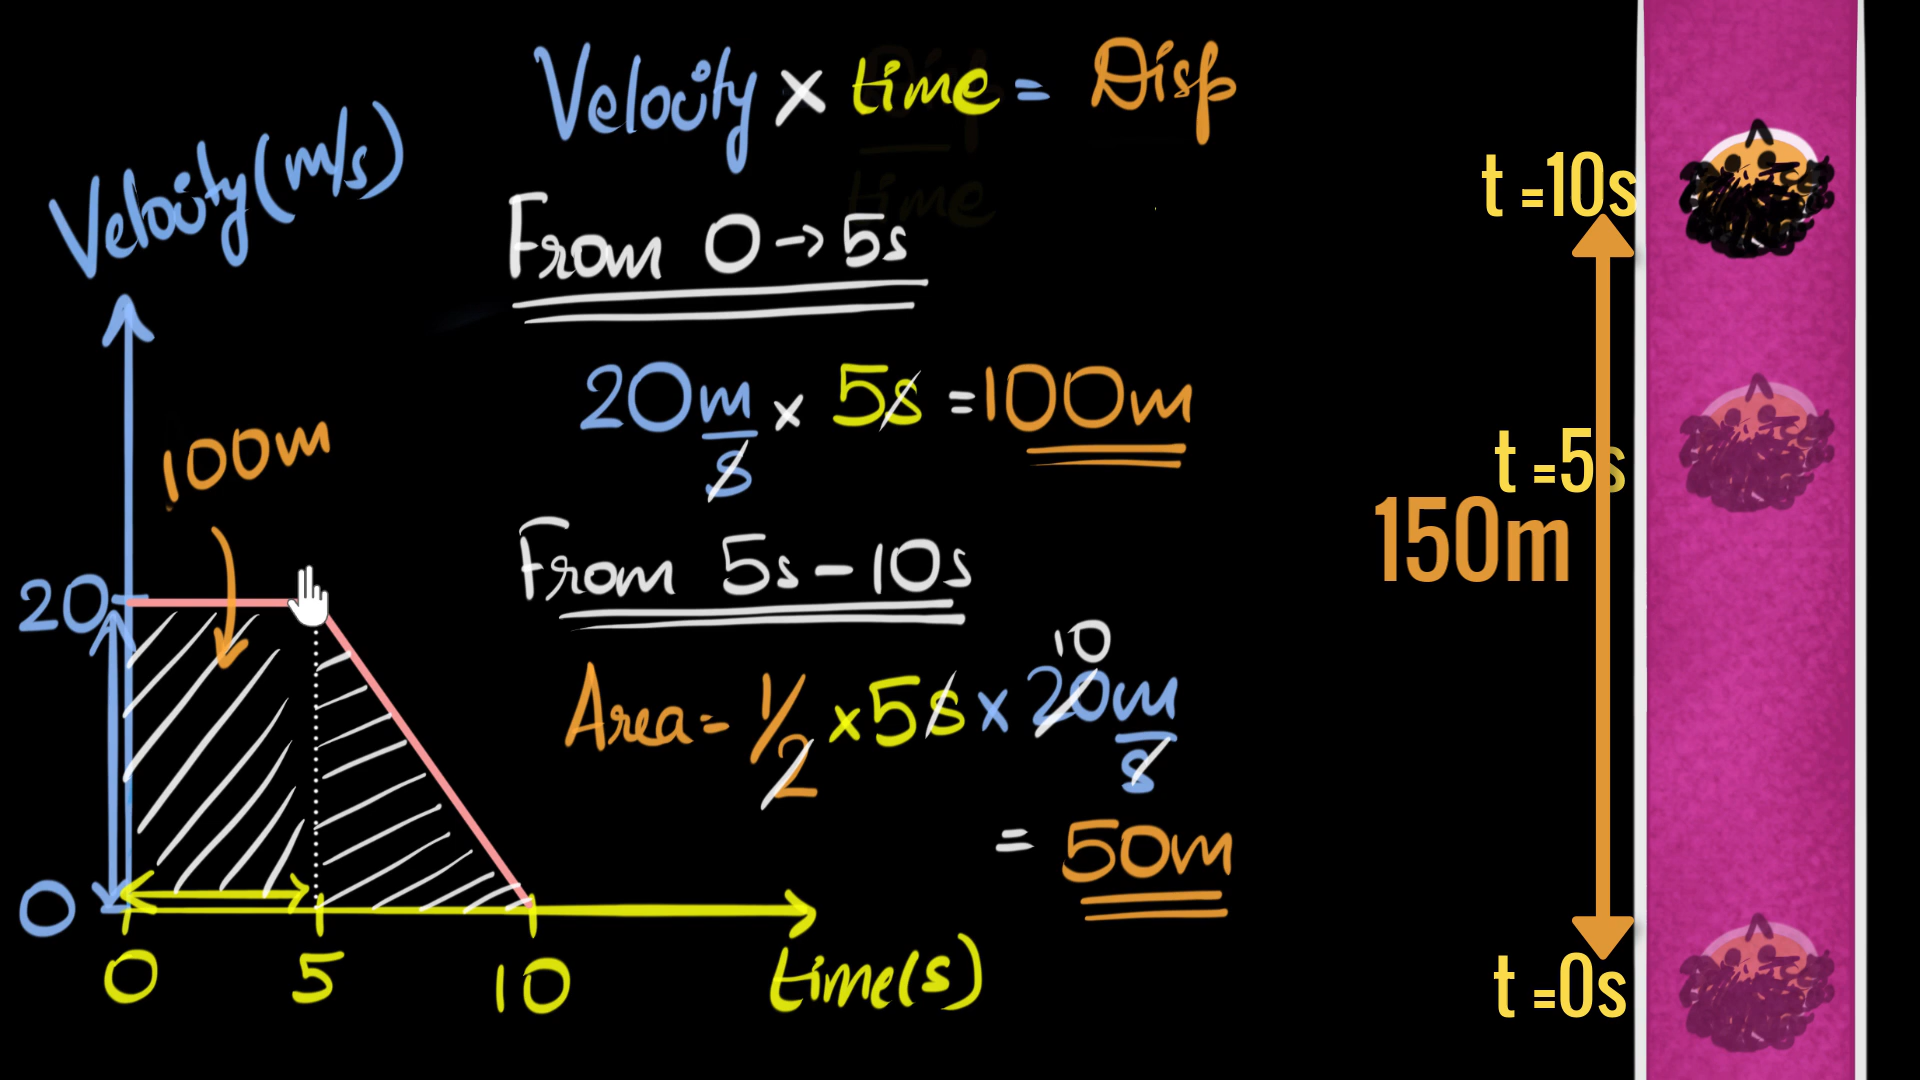 Velocity × time = Disp
Velocity (m/s)
From 0 → 5s
20 m/s × 5s = 100m
100m
From 5s – 10s
10
Area = 1/2 × 5s × 20 m/s
= 50m
20
0
0 5 10
time(s)
t =10s
t =5s
150m
t =0s